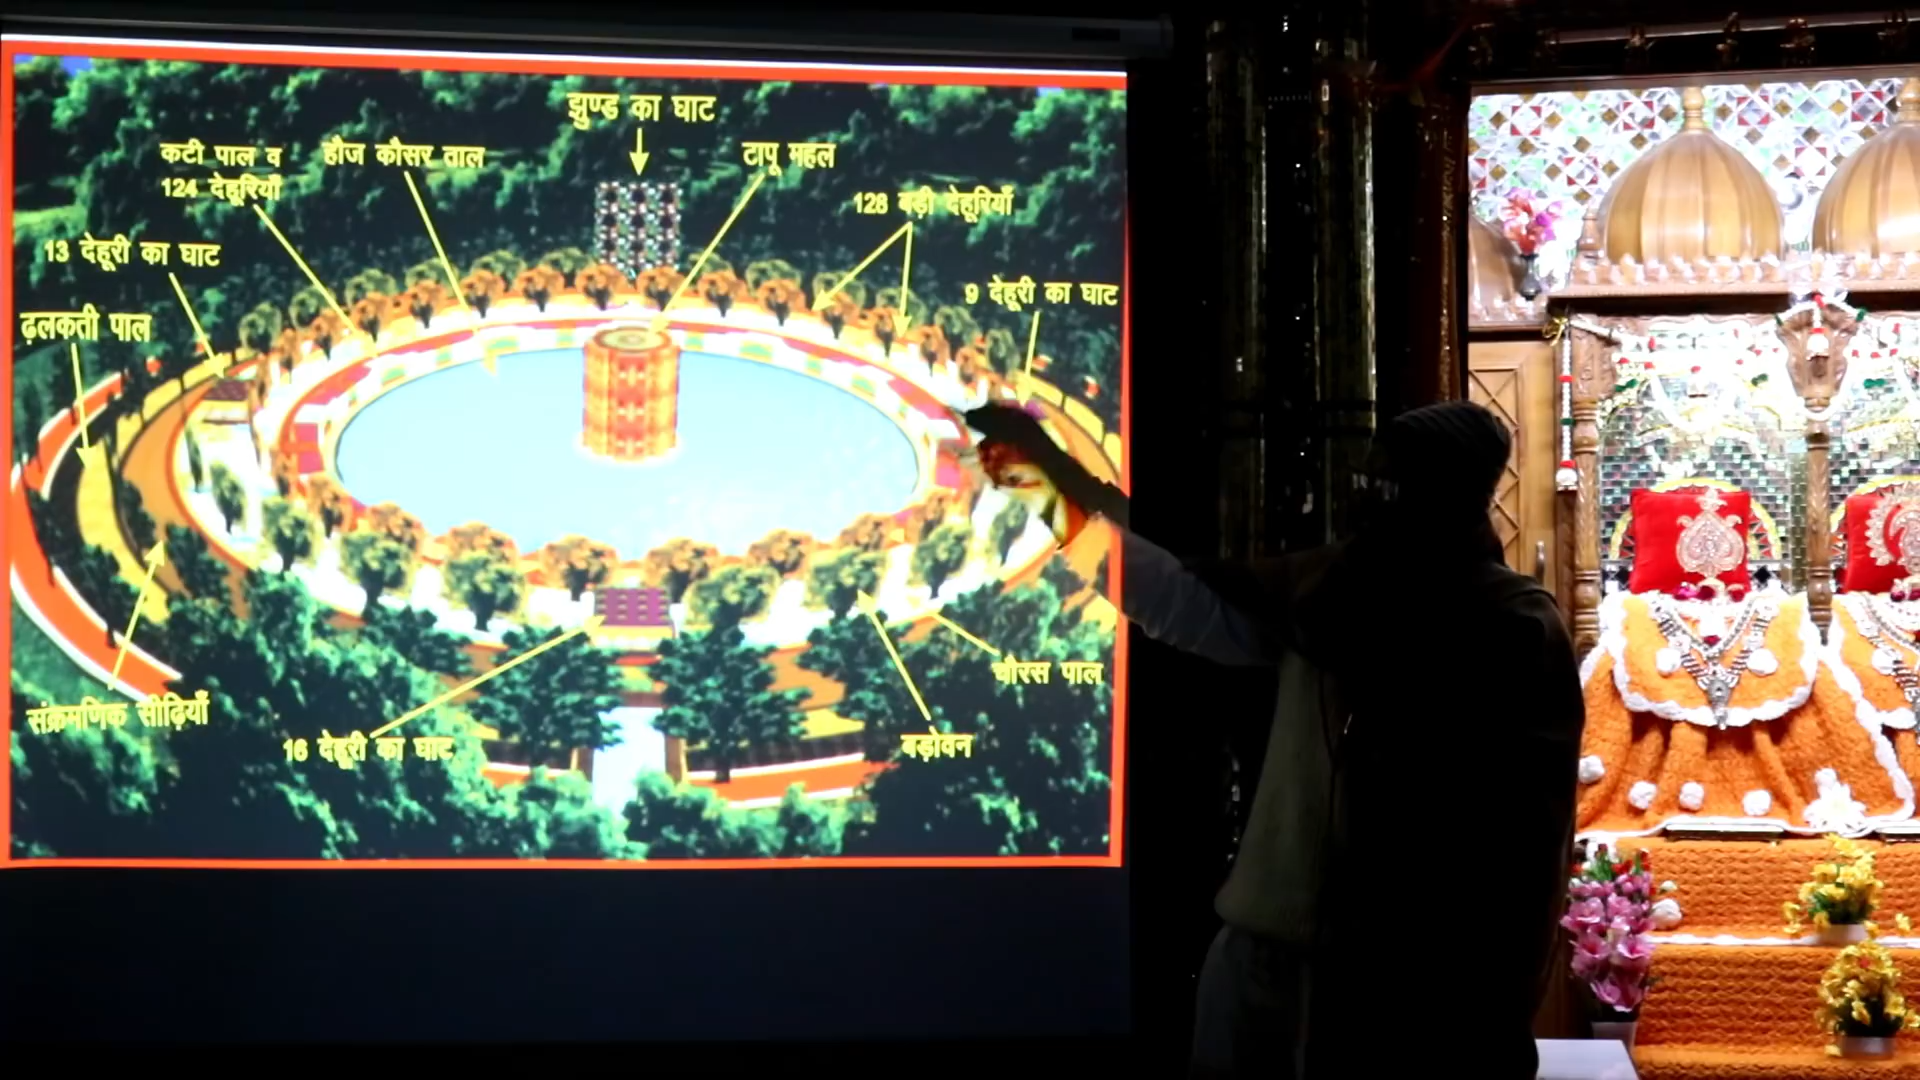 झुण्ड का घाट
कटी पाल व
124 देहूरियाँ
हौज कौसर ताल
टापू महल
128 बड़ी देहूरियाँ
13 देहूरी का घाट
9 देहूरी का घाट
ढ़लकती पाल
चौरस पाल
संक्रमणिक सीढ़ियाँ
16 देहूरी का घाट
बड़ोवन